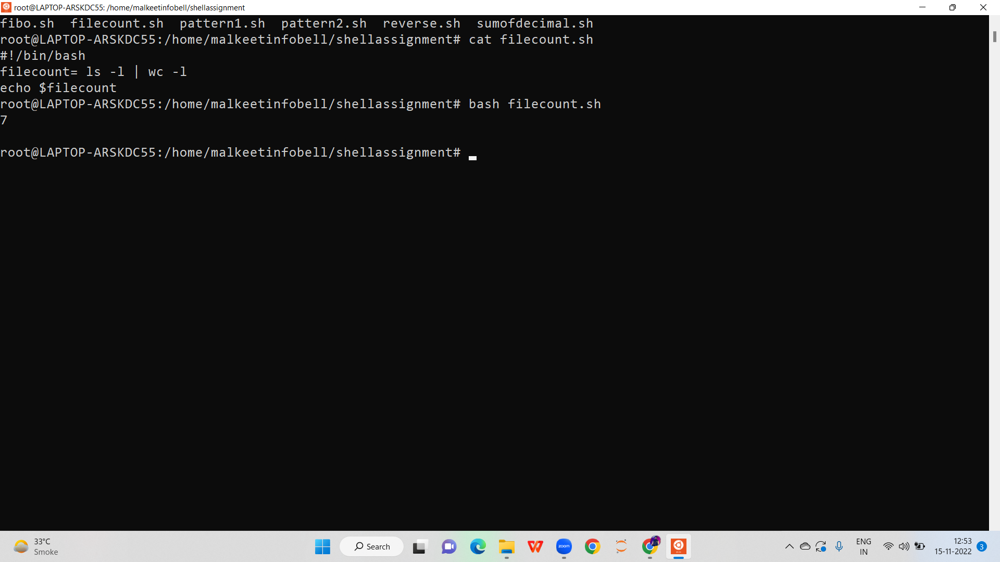 root@LAPTOP-ARSKDC55: /home/malkeetinfobell/shellassignment
fibo.sh  filecount.sh  pattern1.sh  pattern2.sh  reverse.sh  sumofdecimal.sh
root@LAPTOP-ARSKDC55:/home/malkeetinfobell/shellassignment# cat filecount.sh
#!/bin/bash
filecount= ls -l | wc -l
echo $filecount
root@LAPTOP-ARSKDC55:/home/malkeetinfobell/shellassignment# bash filecount.sh
7
root@LAPTOP-ARSKDC55:/home/malkeetinfobell/shellassignment#
33°C
Smoke
Search
zoom
ENG
IN
12:53
15-11-2022
3